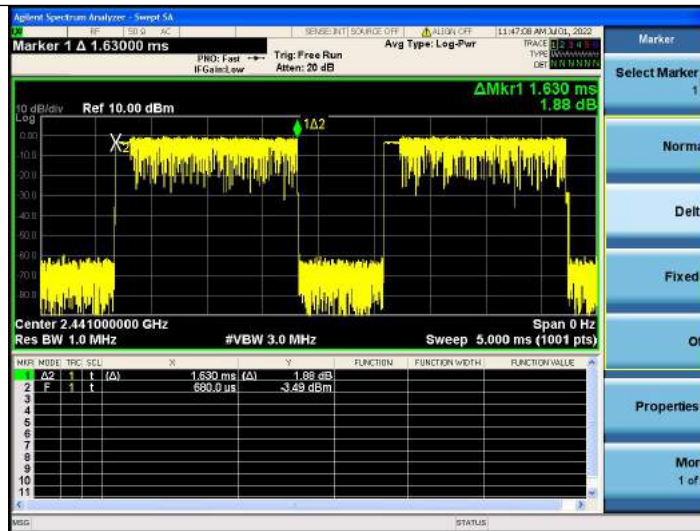 Agilent Spectrum Analyzer - Swept SA
RF 50 Ω AC SENSE:INT SOURCE OFF ALIGN OFF 11:47:08 AM Jul 01, 2022
Marker 1 Δ 1.63000 ms
PNO: Fast Trig: Free Run
IFGain:Low Atten: 20 dB
Avg Type: Log-Pwr
TRACE 1 2 3 4 5 6
TYPE
DET N N N N N N
ΔMkr1 1.630 ms
1.88 dB
10 dB/div Ref 10.00 dBm
Log
0.00
-10.0
-20.0
-30.0
-40.0
-50.0
-60.0
-70.0
-80.0
X2
1Δ2
Center 2.441000000 GHz Span 0 Hz
Res BW 1.0 MHz #VBW 3.0 MHz Sweep 5.000 ms (1001 pts)
MKR MODE TRC SCL X Y FUNCTION FUNCTION WIDTH FUNCTION VALUE
1 Δ2 1 t (Δ) 1.630 ms (Δ) 1.88 dB
2 F 1 t 680.0 µs -3.49 dBm
3
4
5
6
7
8
9
10
11
MSG STATUS
Marker
Select Marker
1
Norma
Delt
Fixed
Of
Properties
Mor
1 of